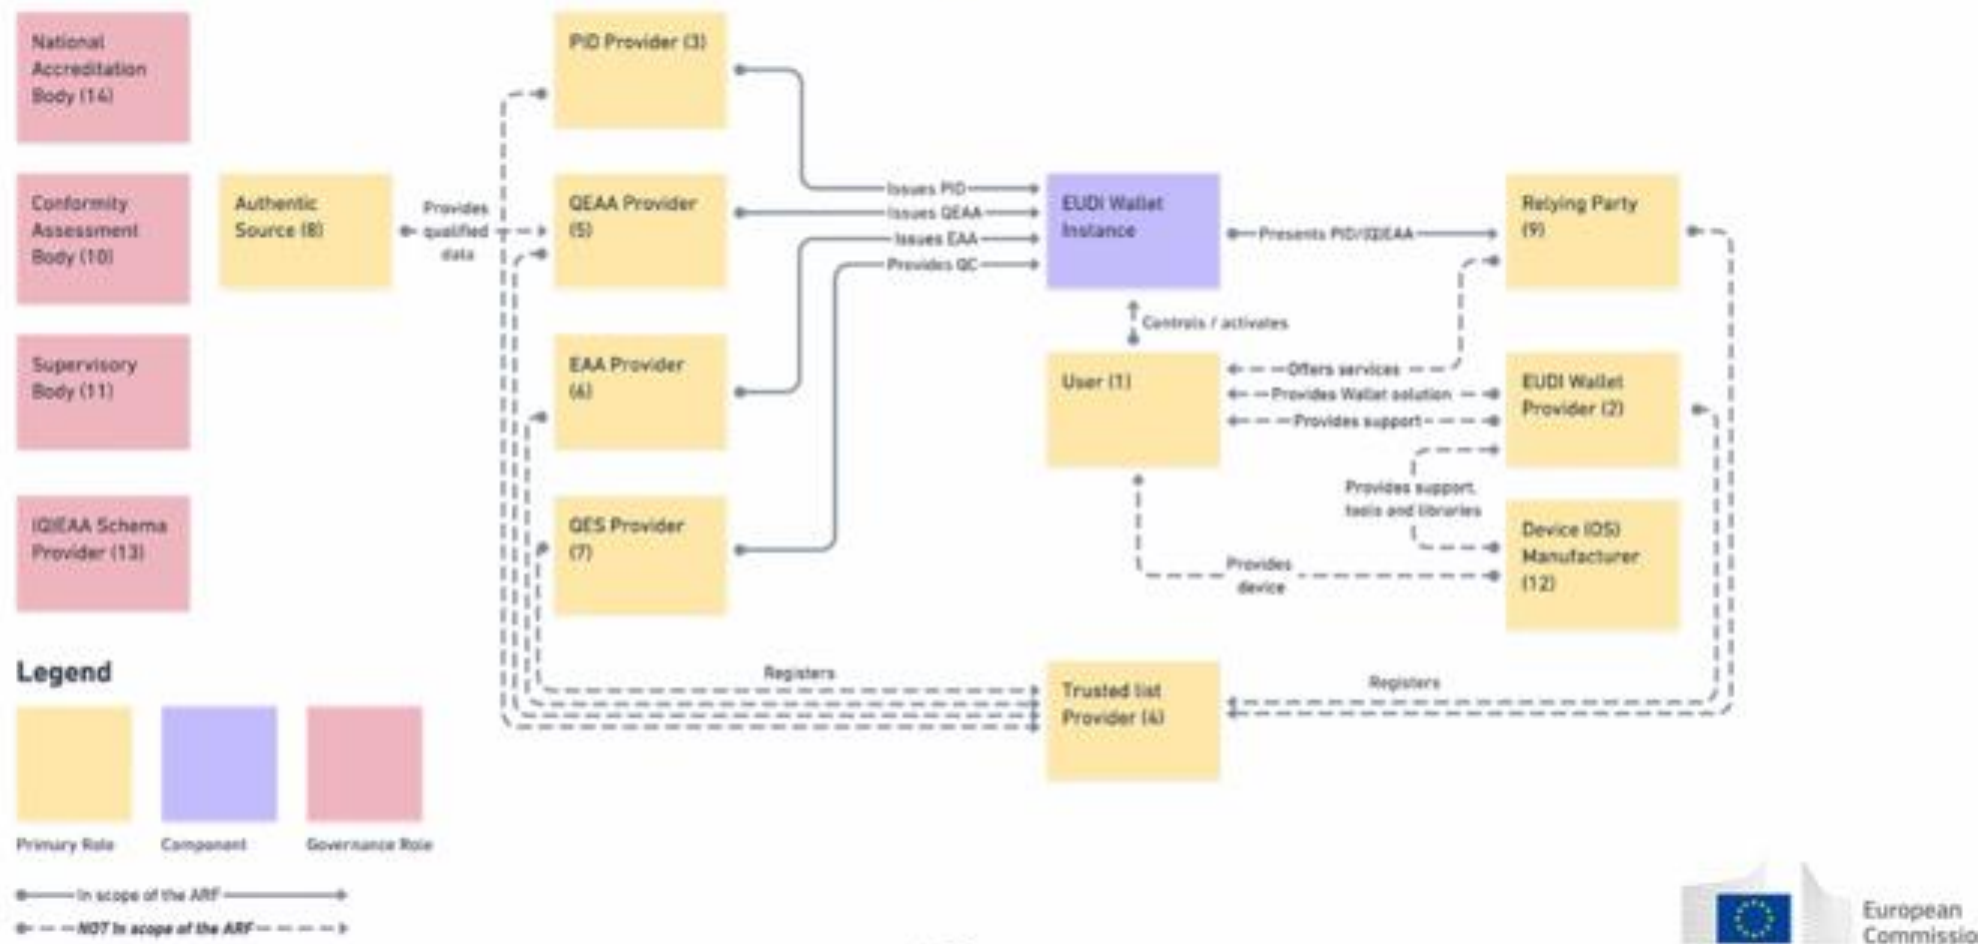 National
Accreditation
Body (14)
Conformity
Assessment
Body (10)
Supervisory
Body (11)
(Q)EAA Schema
Provider (13)
Authentic
Source (8)
Provides
qualified
data
PID Provider (3)
QEAA Provider
(5)
EAA Provider
(6)
QES Provider
(7)
Issues PID
Issues QEAA
Issues EAA
Provides QC
EUDI Wallet
Instance
Presents PID/(Q)EAA
Relying Party
(9)
Controls / activates
User (1)
Offers services
Provides Wallet solution
Provides support
EUDI Wallet
Provider (2)
Provides support,
tools and libraries
Device (OS)
Manufacturer
(12)
Provides
device
Registers
Trusted list
Provider (4)
Registers
Legend
Primary Role
Component
Governance Role
In scope of the ARF
NOT In scope of the ARF
European
Commissio